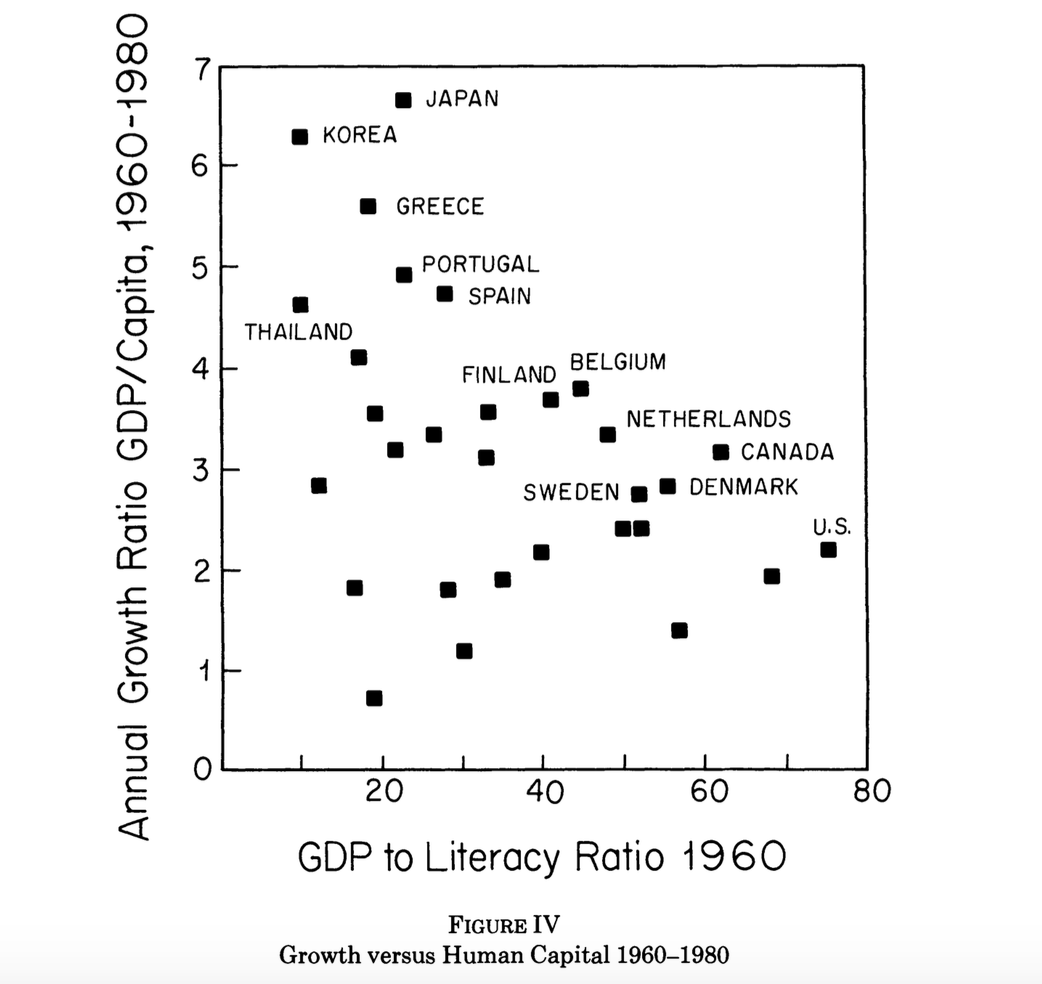 Annual Growth Ratio GDP/Capita, 1960-1980
7
JAPAN
KOREA
6
GREECE
5
PORTUGAL
SPAIN
THAILAND
4
BELGIUM
FINLAND
NETHERLANDS
CANADA
3
SWEDEN
DENMARK
U.S.
2
1
0
20
40
60
80
GDP to Literacy Ratio 1960
FIGURE IV
Growth versus Human Capital 1960–1980